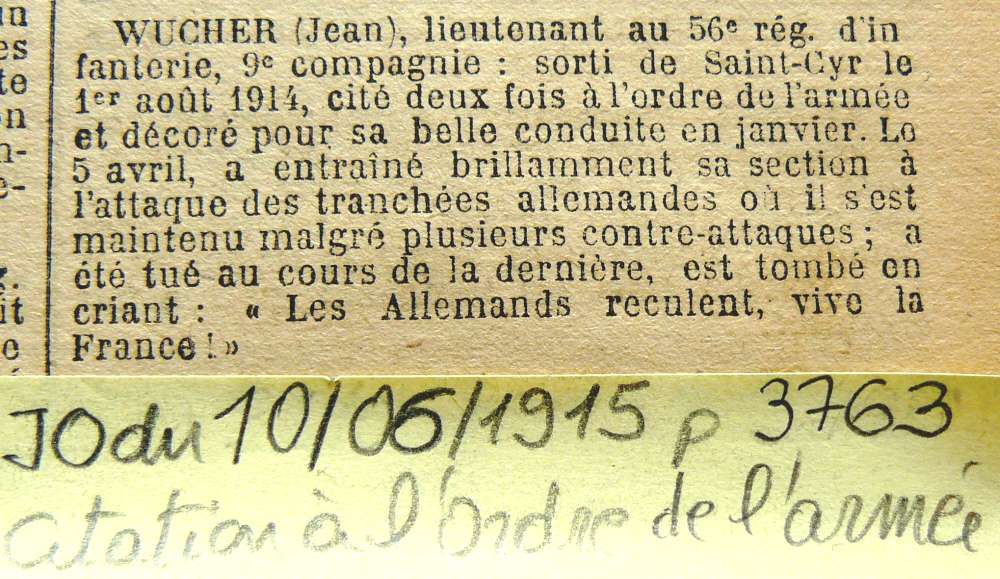 WUCHER (Jean), lieutenant au 56e rég. d'in
fanterie, 9e compagnie : sorti de Saint-Cyr le
1er août 1914, cité deux fois à l'ordre de l'armée
et décoré pour sa belle conduite en janvier. Le
5 avril, a entraîné brillamment sa section à
l'attaque des tranchées allemandes où il s'est
maintenu malgré plusieurs contre-attaques ; a
été tué au cours de la dernière, est tombé en
criant : « Les Allemands reculent, vive la
France ! »
JO du 10/06/1915 p 3763
citation à l'ordre de l'armée